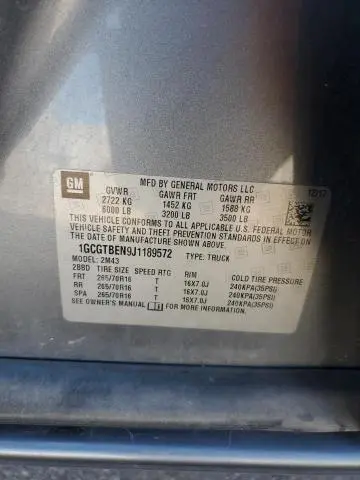 GM
MFD BY GENERAL MOTORS LLC
12/17
GVWR GAWR FRT GAWR RR
2722 KG 1452 KG 1588 KG
6000 LB 3200 LB 3500 LB
THIS VEHICLE CONFORMS TO ALL APPLICABLE U.S. FEDERAL MOTOR
VEHICLE SAFETY AND THEFT PREVENTION STANDARDS IN EFFECT ON THE
DATE OF MANUFACTURE SHOWN ABOVE.
1GCGTBEN9J1189572 TYPE: TRUCK
MODEL: 2M43
2BBD TIRE SIZE SPEED RTG RIM COLD TIRE PRESSURE
FRT 265/70R16 T 16X7.0J 240KPA(35PSI)
RR 265/70R16 T 16X7.0J 240KPA(35PSI)
SPA 265/70R16 T 16X7.0J 240KPA(35PSI)
SEE OWNER'S MANUAL FOR ADDITIONAL INFORMATION.